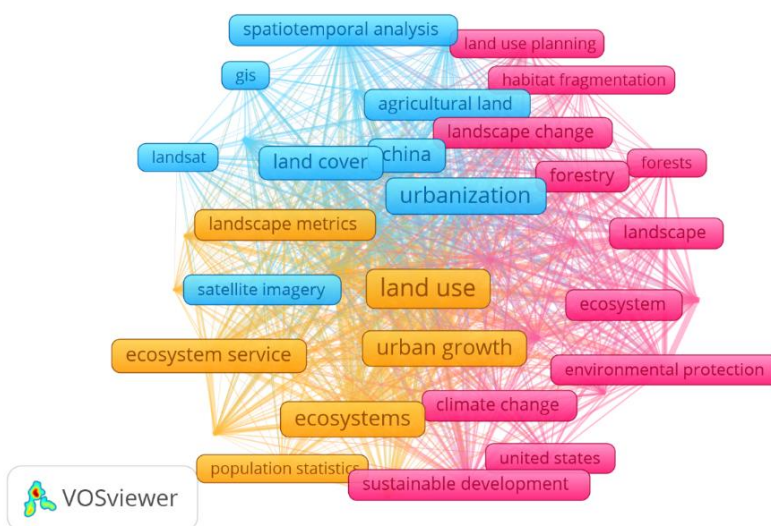 spatiotemporal analysis
land use planning
gis
habitat fragmentation
agricultural land
landscape change
landsat
land cover
china
forestry
forests
urbanization
landscape metrics
landscape
satellite imagery
land use
ecosystem
ecosystem service
urban growth
environmental protection
ecosystems
climate change
population statistics
united states
sustainable development
VOSviewer